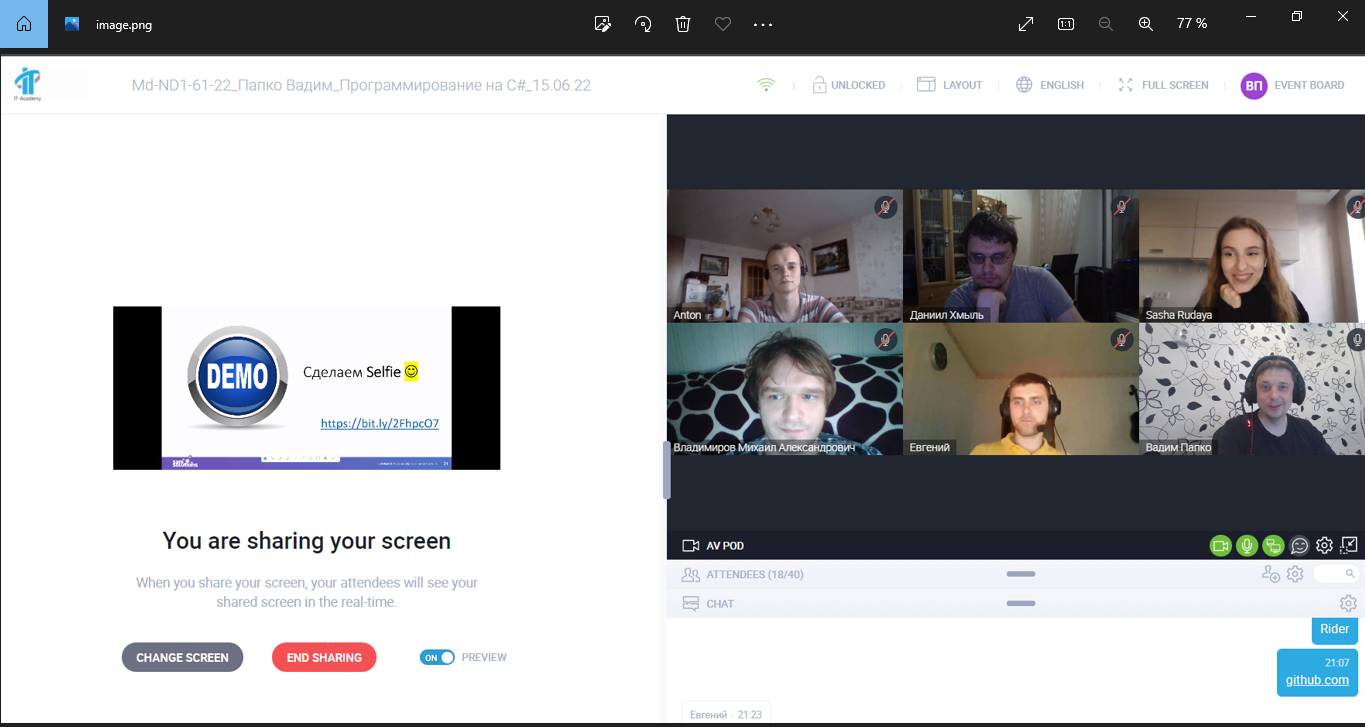 image.png
77 %
IT-Academy
Md-ND1-61-22_Папко Вадим_Программирование на C#_15.06.22
UNLOCKED
LAYOUT
ENGLISH
FULL SCREEN
ВП
EVENT BOARD
DEMO
Сделаем Selfie
https://bit.ly/2FhpcO7
You are sharing your screen
When you share your screen, your attendees will see your
shared screen in the real-time.
CHANGE SCREEN
END SHARING
ON
PREVIEW
Anton
Даниил Хмыль
Sasha Rudaya
Владимиров Михаил Александрович
Евгений
Вадим Папко
AV POD
ATTENDEES (18/40)
CHAT
Rider
21:07
github.com
Евгений · 21:23